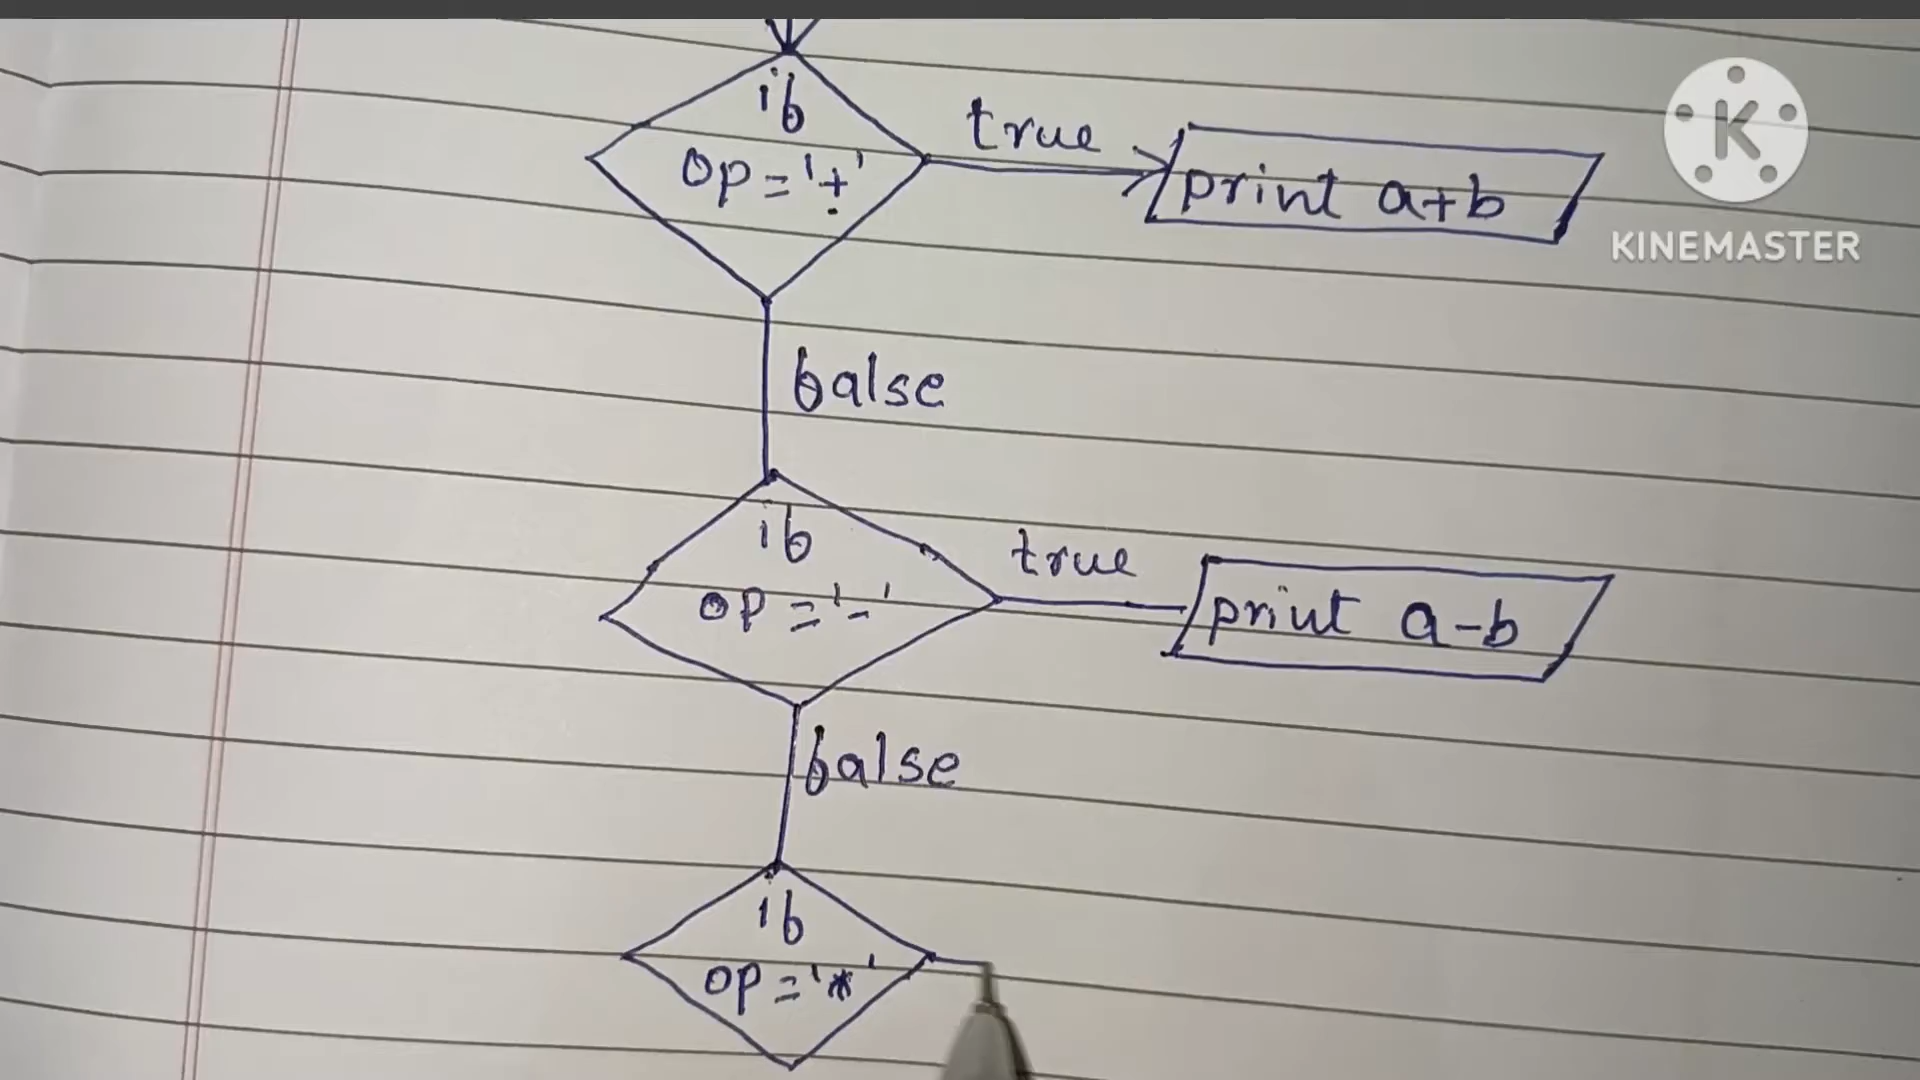 if
op = '+'
true
print a+b
K
KINEMASTER
false
if
op = '-'
true
print a-b
false
if
op = '*'